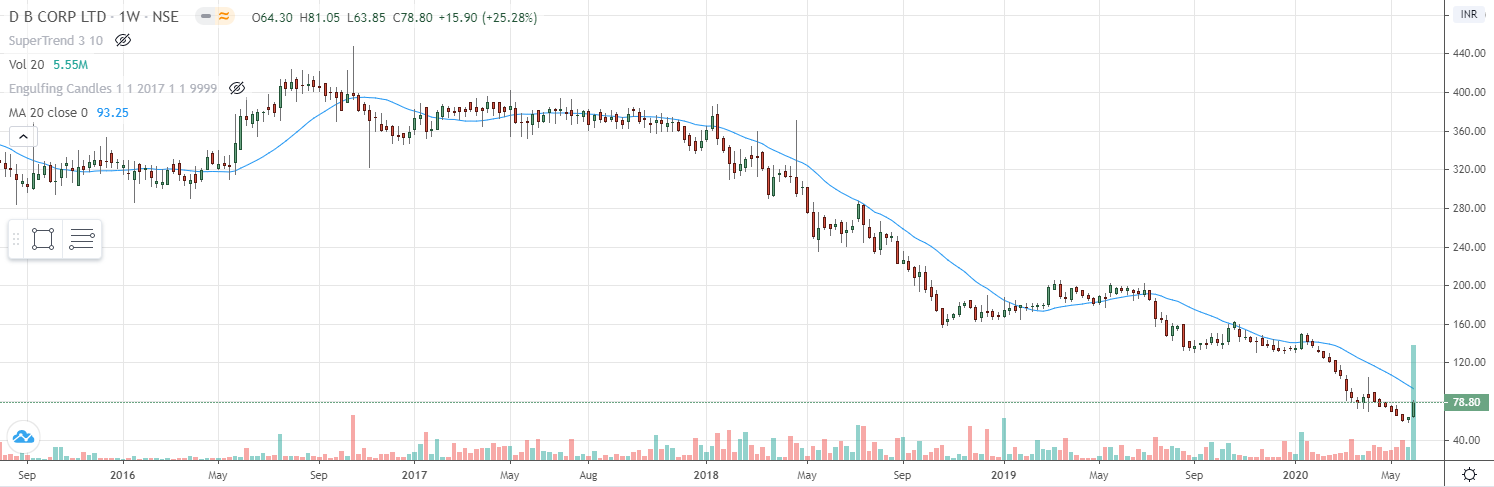 D B CORP LTD · 1W · NSE O64.30 H81.05 L63.85 C78.80 +15.90 (+25.28%)
INR
SuperTrend 3 10
Vol 20 5.55M
Engulfing Candles 1 1 2017 1 1 9999
MA 20 close 0 93.25
440.00
400.00
360.00
320.00
280.00
240.00
200.00
160.00
120.00
78.80
40.00
Sep 2016 May Sep 2017 May Aug 2018 May Sep 2019 May Sep 2020 May